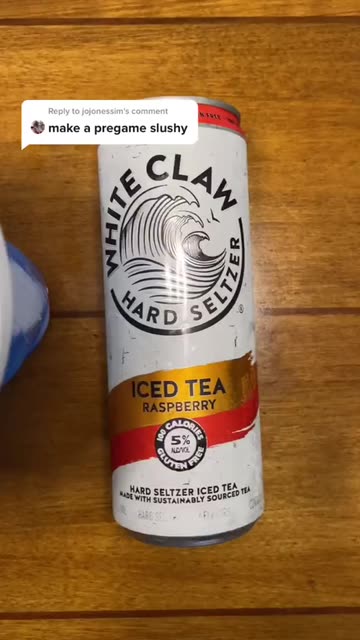 Reply to jojonessim's comment
make a pregame slushy
WHITE CLAW
HARD SELTZER
®
ICED TEA
RASPBERRY
100 CALORIES
5%
ALC/VOL
GLUTEN FREE
HARD SELTZER ICED TEA
MADE WITH SUSTAINABLY SOURCED TEA